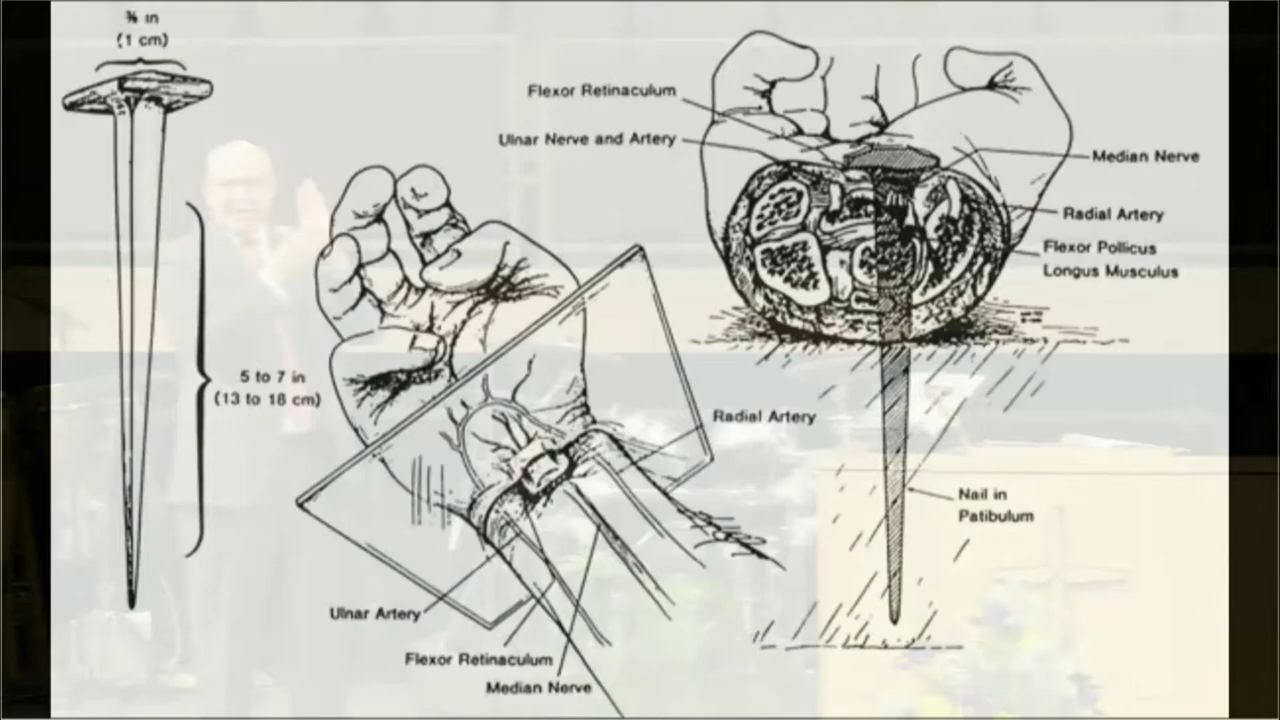 ⅜ in
(1 cm)
5 to 7 in
(13 to 18 cm)
Flexor Retinaculum
Ulnar Nerve and Artery
Median Nerve
Radial Artery
Flexor Pollicus
Longus Musculus
Radial Artery
Nail in
Patibulum
Ulnar Artery
Flexor Retinaculum
Median Nerve